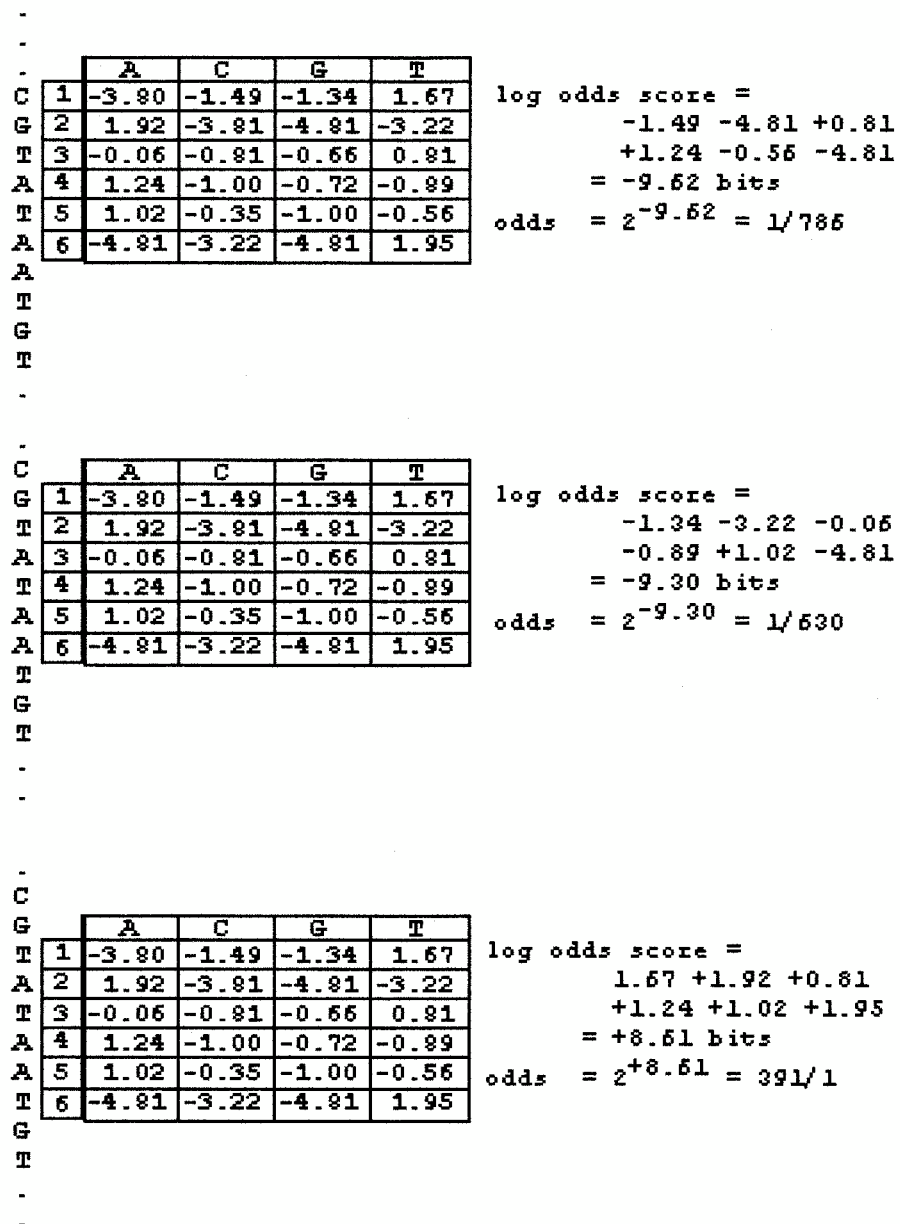 -
-
-
A C G T
C 1 -3.80 -1.49 -1.34 1.67 log odds score =
G 2 1.92 -3.81 -4.81 -3.22 -1.49 -4.81 +0.81
T 3 -0.06 -0.81 -0.66 0.81 +1.24 -0.56 -4.81
A 4 1.24 -1.00 -0.72 -0.89 = -9.62 bits
T 5 1.02 -0.35 -1.00 -0.56 odds = 2^-9.62 = 1/786
A 6 -4.81 -3.22 -4.81 1.95
A
T
G
T
-
-
C A C G T
G 1 -3.80 -1.49 -1.34 1.67 log odds score =
T 2 1.92 -3.81 -4.81 -3.22 -1.34 -3.22 -0.06
A 3 -0.06 -0.81 -0.66 0.81 -0.89 +1.02 -4.81
T 4 1.24 -1.00 -0.72 -0.89 = -9.30 bits
A 5 1.02 -0.35 -1.00 -0.56 odds = 2^-9.30 = 1/630
A 6 -4.81 -3.22 -4.81 1.95
T
G
T
-
-
-
C
G A C G T
T 1 -3.80 -1.49 -1.34 1.67 log odds score =
A 2 1.92 -3.81 -4.81 -3.22 1.67 +1.92 +0.81
T 3 -0.06 -0.81 -0.66 0.81 +1.24 +1.02 +1.95
A 4 1.24 -1.00 -0.72 -0.89 = +8.61 bits
A 5 1.02 -0.35 -1.00 -0.56 odds = 2^+8.61 = 391/1
T 6 -4.81 -3.22 -4.81 1.95
G
T
-
-